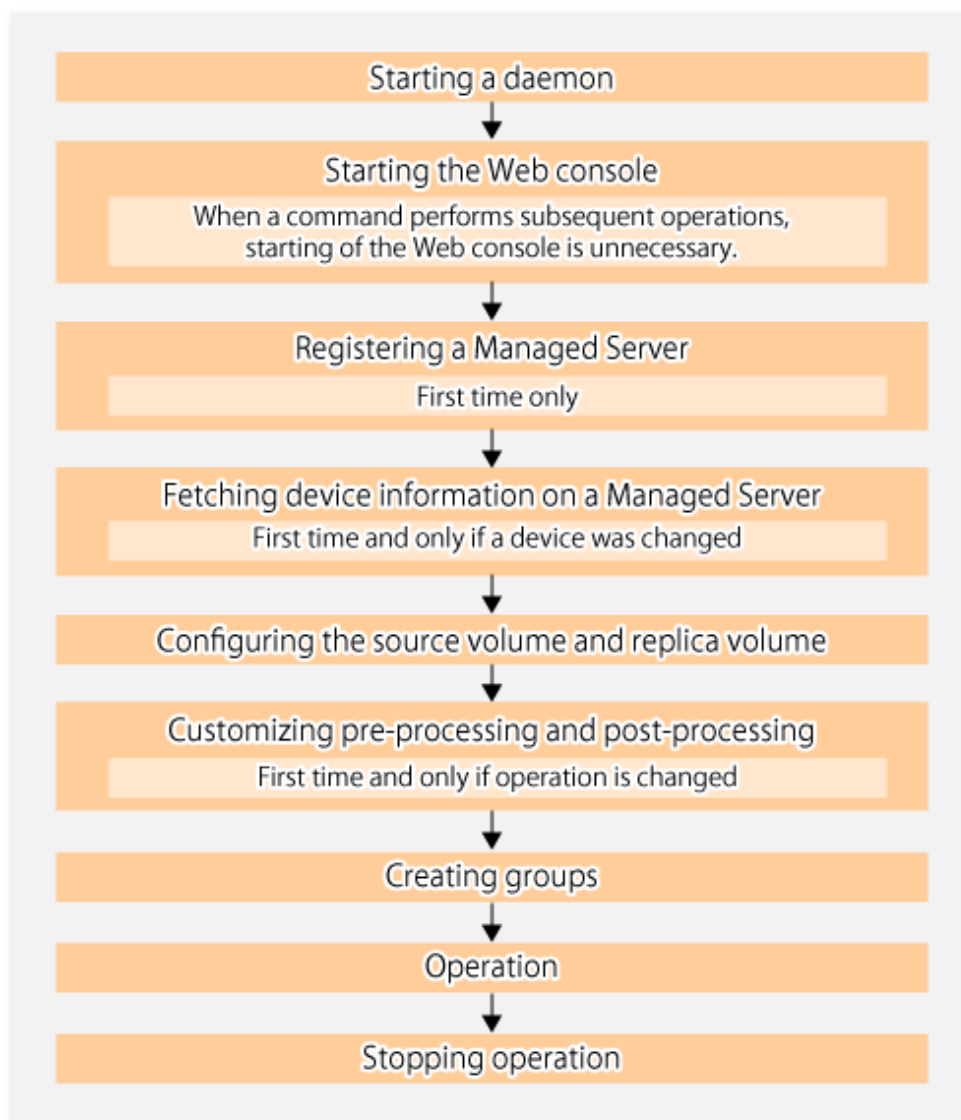 Starting a daemon
Starting the Web console
When a command performs subsequent operations,
starting of the Web console is unnecessary.
Registering a Managed Server
First time only
Fetching device information on a Managed Server
First time and only if a device was changed
Configuring the source volume and replica volume
Customizing pre-processing and post-processing
First time and only if operation is changed
Creating groups
Operation
Stopping operation